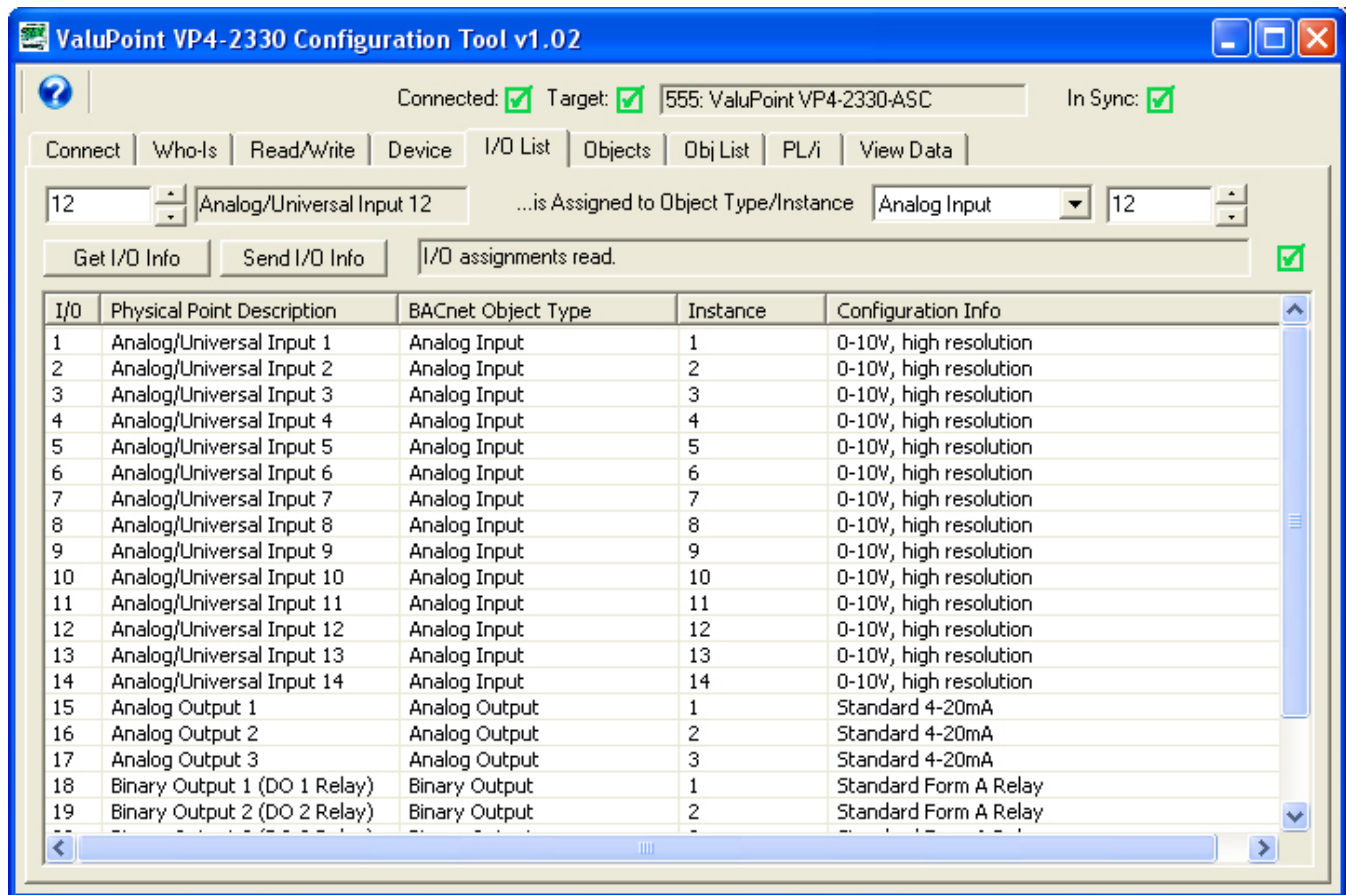 ValuPoint VP4-2330 Configuration Tool v1.02
Connected: Target: 555: ValuPoint VP4-2330-ASC In Sync:
Connect Who-Is Read/Write Device I/O List Objects Obj List PL/i View Data
12 Analog/Universal Input 12 ...is Assigned to Object Type/Instance Analog Input 12
Get I/O Info Send I/O Info I/O assignments read.
I/O Physical Point Description BACnet Object Type Instance Configuration Info
1 Analog/Universal Input 1 Analog Input 1 0-10V, high resolution
2 Analog/Universal Input 2 Analog Input 2 0-10V, high resolution
3 Analog/Universal Input 3 Analog Input 3 0-10V, high resolution
4 Analog/Universal Input 4 Analog Input 4 0-10V, high resolution
5 Analog/Universal Input 5 Analog Input 5 0-10V, high resolution
6 Analog/Universal Input 6 Analog Input 6 0-10V, high resolution
7 Analog/Universal Input 7 Analog Input 7 0-10V, high resolution
8 Analog/Universal Input 8 Analog Input 8 0-10V, high resolution
9 Analog/Universal Input 9 Analog Input 9 0-10V, high resolution
10 Analog/Universal Input 10 Analog Input 10 0-10V, high resolution
11 Analog/Universal Input 11 Analog Input 11 0-10V, high resolution
12 Analog/Universal Input 12 Analog Input 12 0-10V, high resolution
13 Analog/Universal Input 13 Analog Input 13 0-10V, high resolution
14 Analog/Universal Input 14 Analog Input 14 0-10V, high resolution
15 Analog Output 1 Analog Output 1 Standard 4-20mA
16 Analog Output 2 Analog Output 2 Standard 4-20mA
17 Analog Output 3 Analog Output 3 Standard 4-20mA
18 Binary Output 1 (DO 1 Relay) Binary Output 1 Standard Form A Relay
19 Binary Output 2 (DO 2 Relay) Binary Output 2 Standard Form A Relay